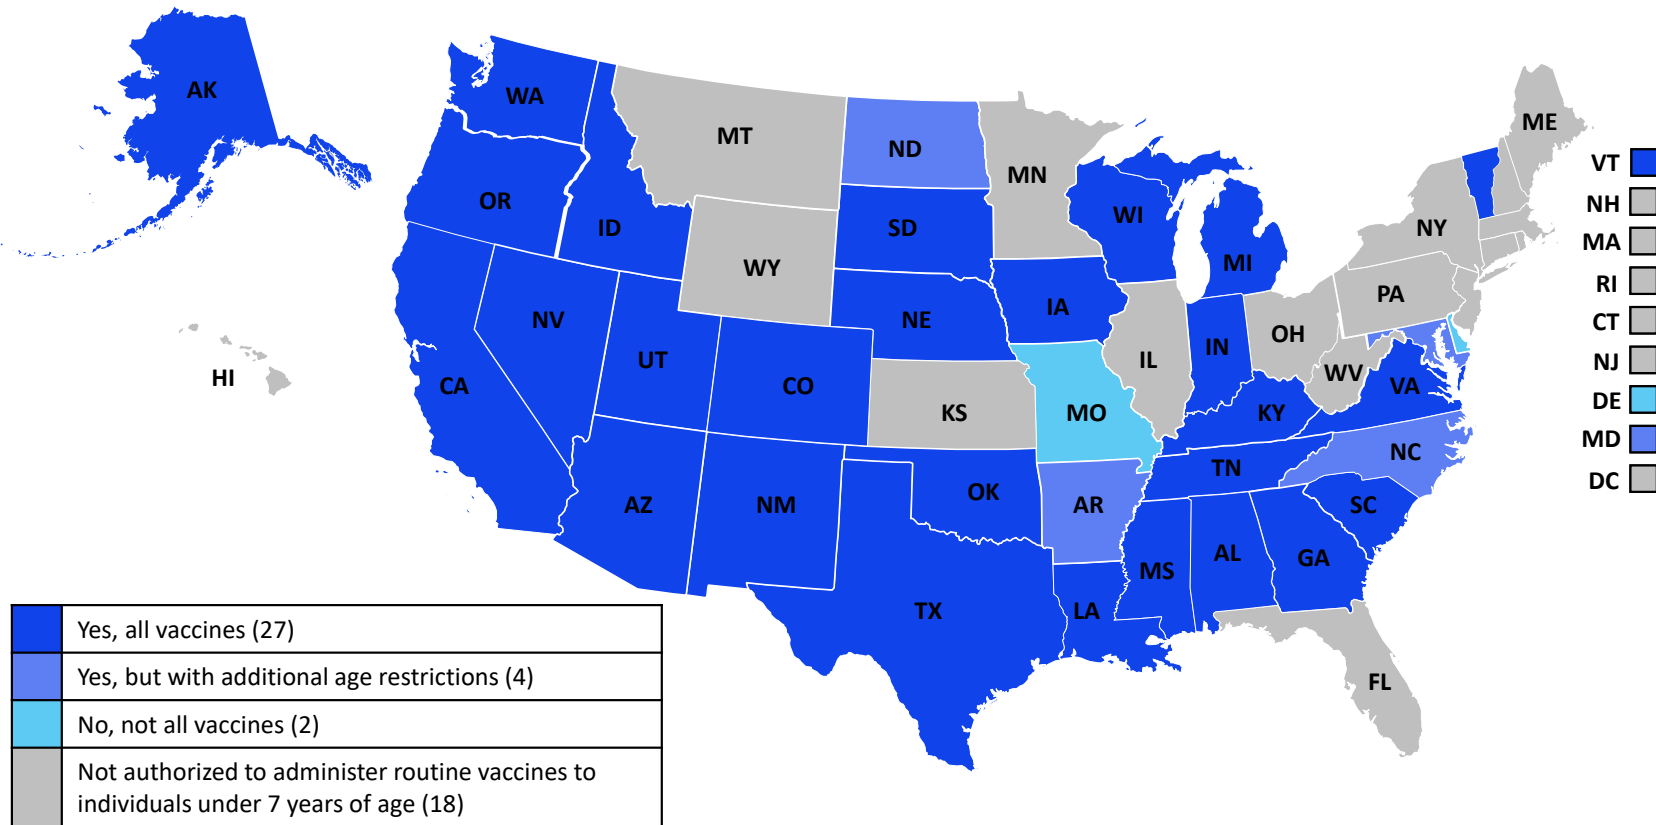 AK
WA
MT
ND
MN
ME
VT
OR
ID
SD
WI
NH
NY
MA
WY
MI
RI
PA
NV
NE
IA
CT
OH
IN
UT
IL
NJ
HI
CA
CO
WV
VA
DE
KS
MO
KY
MD
NC
TN
DC
AZ
NM
OK
AR
SC
MS
AL
GA
TX
LA
FL
Yes, all vaccines (27)
Yes, but with additional age restrictions (4)
No, not all vaccines (2)
Not authorized to administer routine vaccines to
individuals under 7 years of age (18)